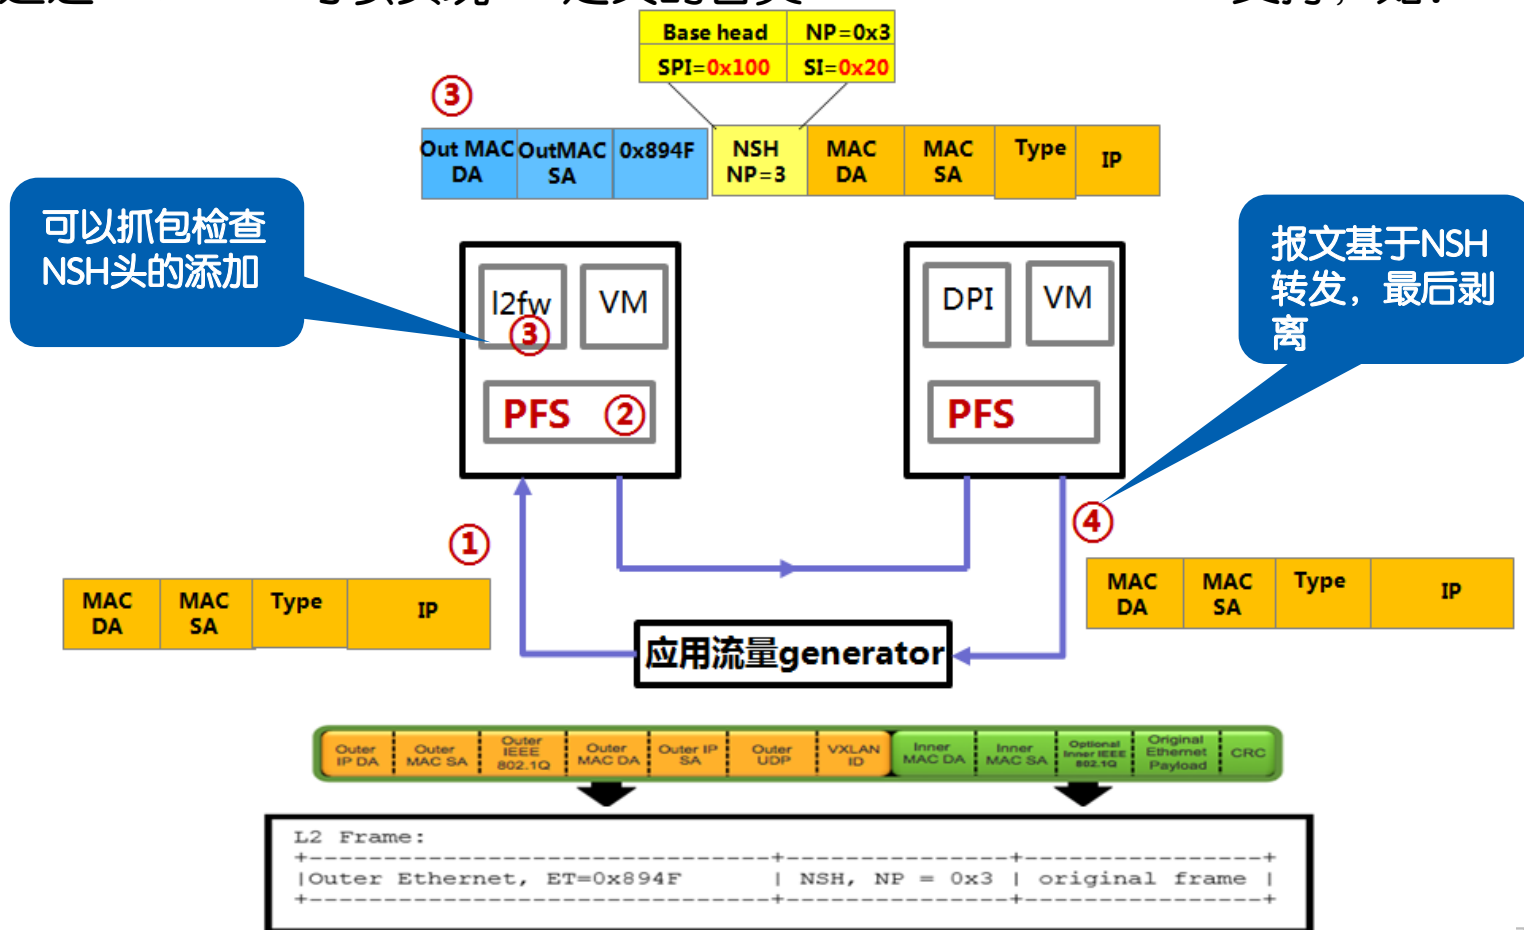 Base head NP=0x3
SPI=0x100 SI=0x20
③
Out MAC DA OutMAC SA 0x894F NSH NP=3 MAC DA MAC SA Type IP
可以抓包检查
NSH头的添加
报文基于NSH
转发，最后剥
离
l2fw VM
③
PFS ②
DPI VM
PFS
①
④
MAC DA MAC SA Type IP
MAC DA MAC SA Type IP
应用流量generator
Outer IP DA Outer MAC SA Outer IEEE 802.1Q Outer MAC DA Outer IP SA Outer UDP VXLAN ID Inner MAC DA Inner MAC SA Optional Inner IEEE 802.1Q Original Ethernet Payload CRC
L2 Frame:
+-------------------------------+---------------+----------------+
|Outer Ethernet, ET=0x894F | NSH, NP = 0x3 | original frame |
+-------------------------------+---------------+----------------+